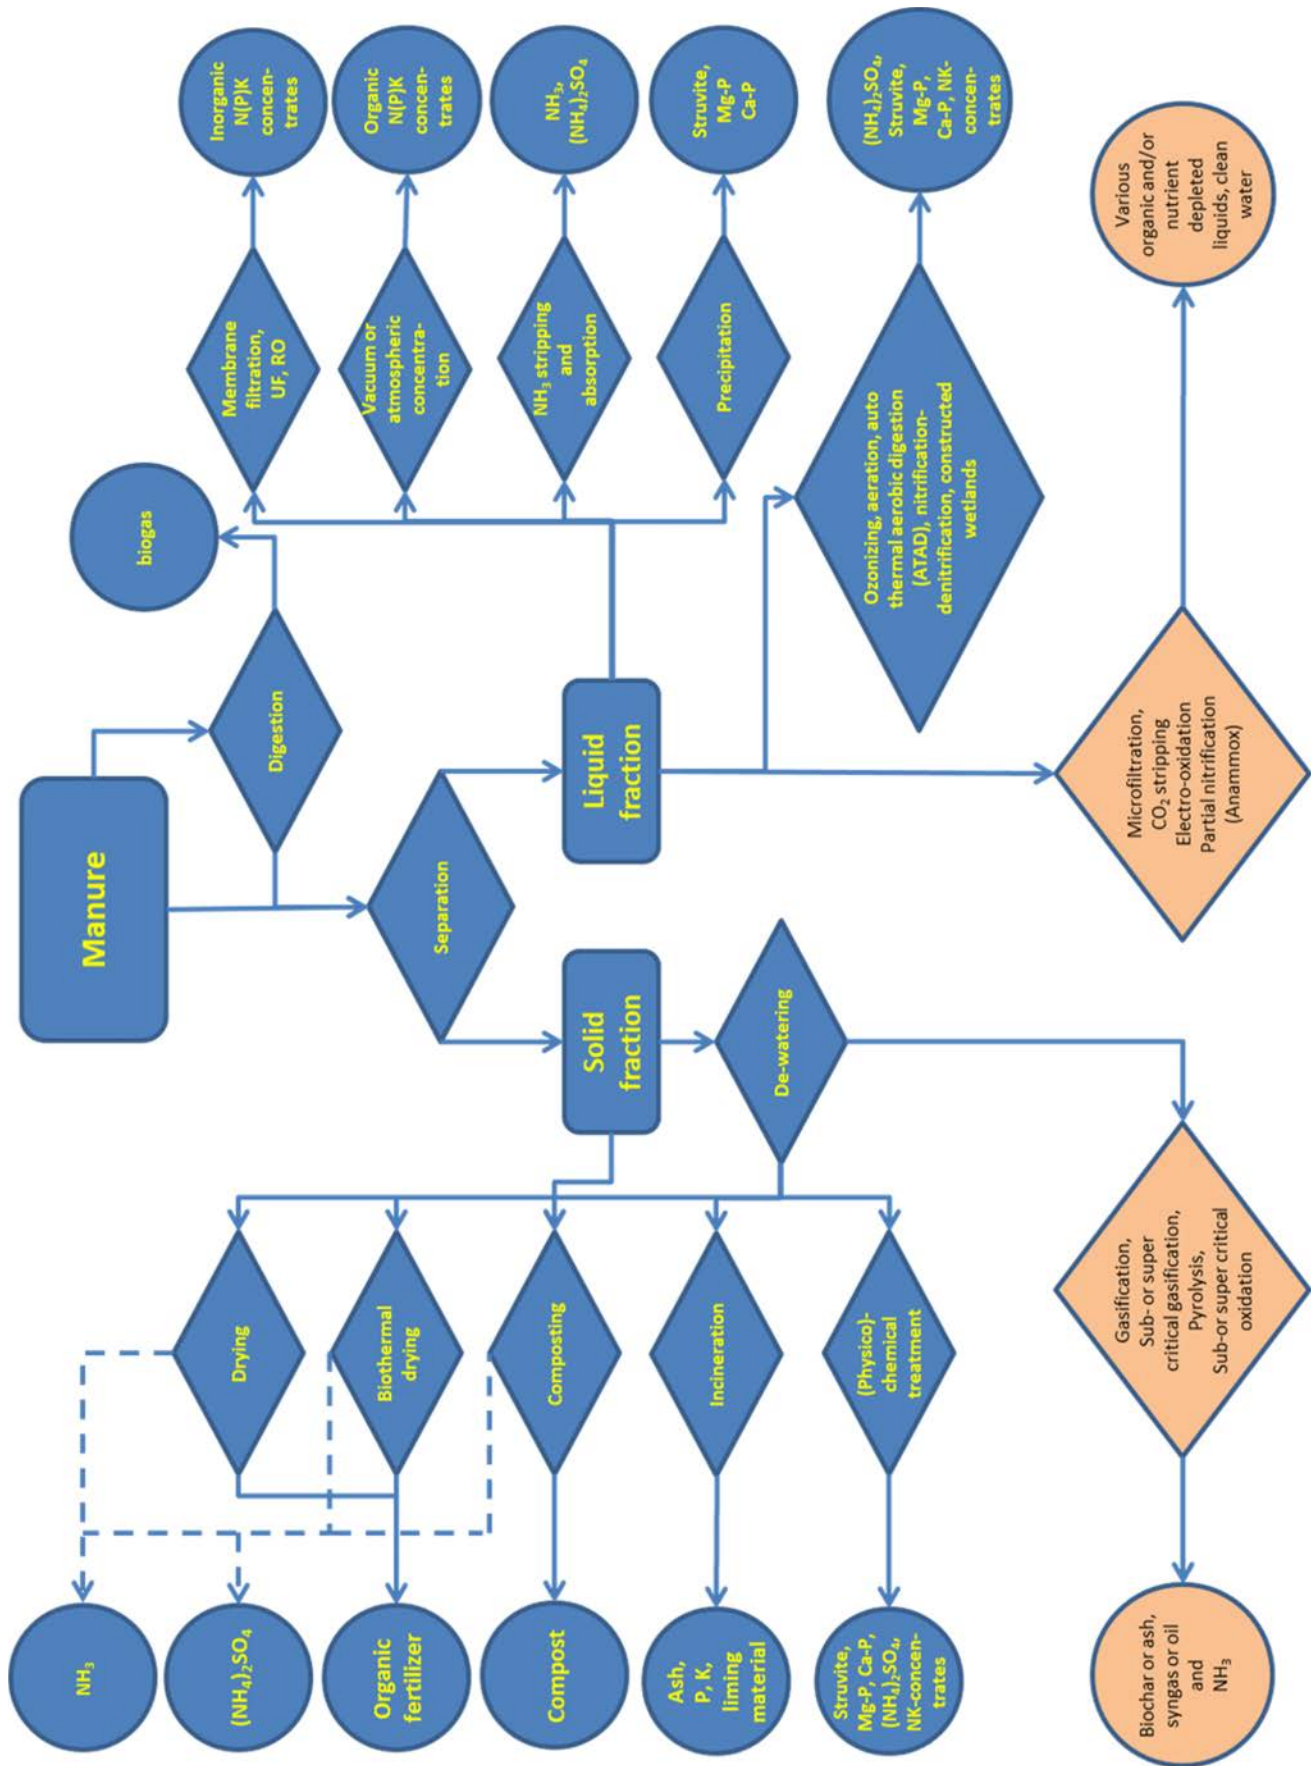 Manure
Digestion
biogas
Separation
Solid
fraction
Liquid
fraction
De-watering
Drying
Biothermal
drying
Composting
Incineration
(Physico)-
chemical
treatment
NH₃
(NH₄)₂SO₄
Organic
fertilizer
Compost
Ash,
P, K,
liming
material
Struvite,
Mg-P, Ca-P,
(NH₄)₂SO₄,
NK-concen-
trates
Membrane
filtration,
UF, RO
Vacuum or
atmospheric
concentra-
tion
NH₃ stripping
and
absorption
Precipitation
Inorganic
N(P)K
concen-
trates
Organic
N(P)K
concen-
trates
NH₃,
(NH₄)₂SO₄
Struvite,
Mg-P
Ca-P
Ozonizing, aeration, auto
thermal aerobic digestion
(ATAD), nitrification-
denitrification, constructed
wetlands
(NH₄)₂SO₄,
Struvite,
Mg-P,
Ca-P, NK-
concen-
trates
Gasification,
Sub- or super
critical gasification,
Pyrolysis,
Sub-or super critical
oxidation
Biochar or ash,
syngas or oil
and
NH₃
Microfiltration,
CO₂ stripping
Electro-oxidation
Partial nitrification
(Anammox)
Various
organic and/or
nutrient
depleted
liquids, clean
water